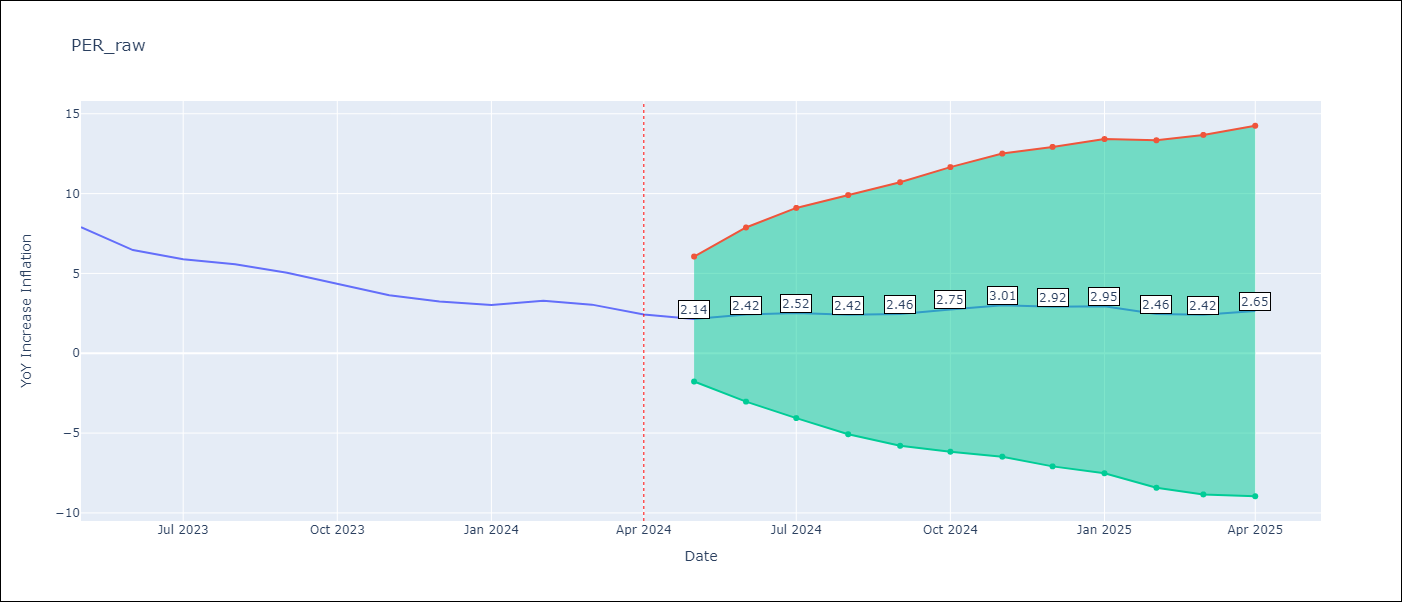 PER_raw
YoY Increase Inflation
15
10
5
0
−5
−10
2.14
2.42
2.52
2.42
2.46
2.75
3.01
2.92
2.95
2.46
2.42
2.65
Jul 2023
Oct 2023
Jan 2024
Apr 2024
Jul 2024
Oct 2024
Jan 2025
Apr 2025
Date